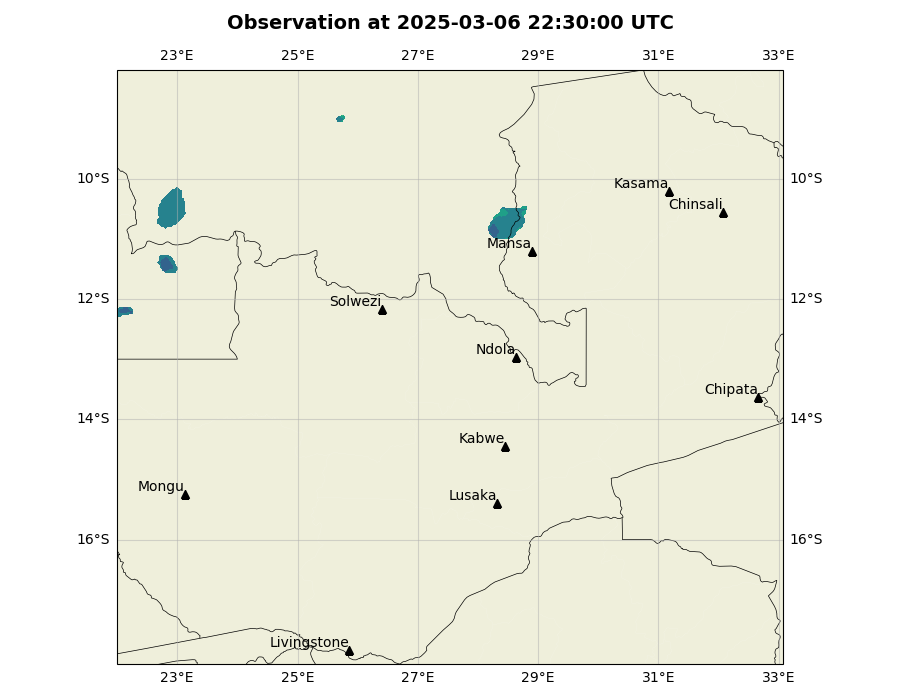 Observation at 2025-03-06 22:30:00 UTC
23°E 25°E 27°E 29°E 31°E 33°E
10°S 10°S
Kasama
Chinsali
Mansa
12°S 12°S
Solwezi
Ndola
Chipata
14°S 14°S
Kabwe
Mongu
Lusaka
16°S 16°S
Livingstone
23°E 25°E 27°E 29°E 31°E 33°E